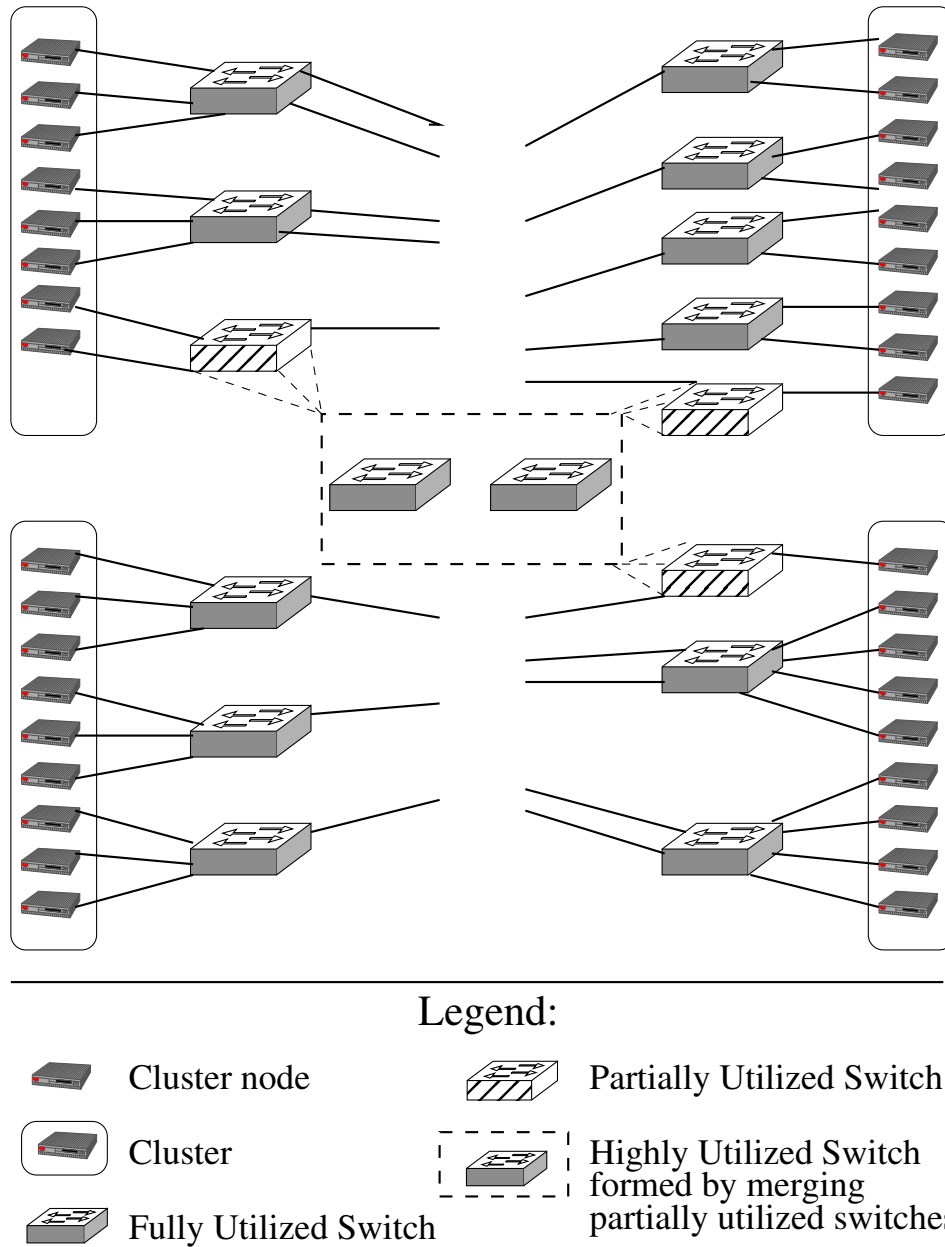 Legend:
Cluster node
Cluster
Fully Utilized Switch
Partially Utilized Switch
Highly Utilized Switch
formed by merging
partially utilized switches